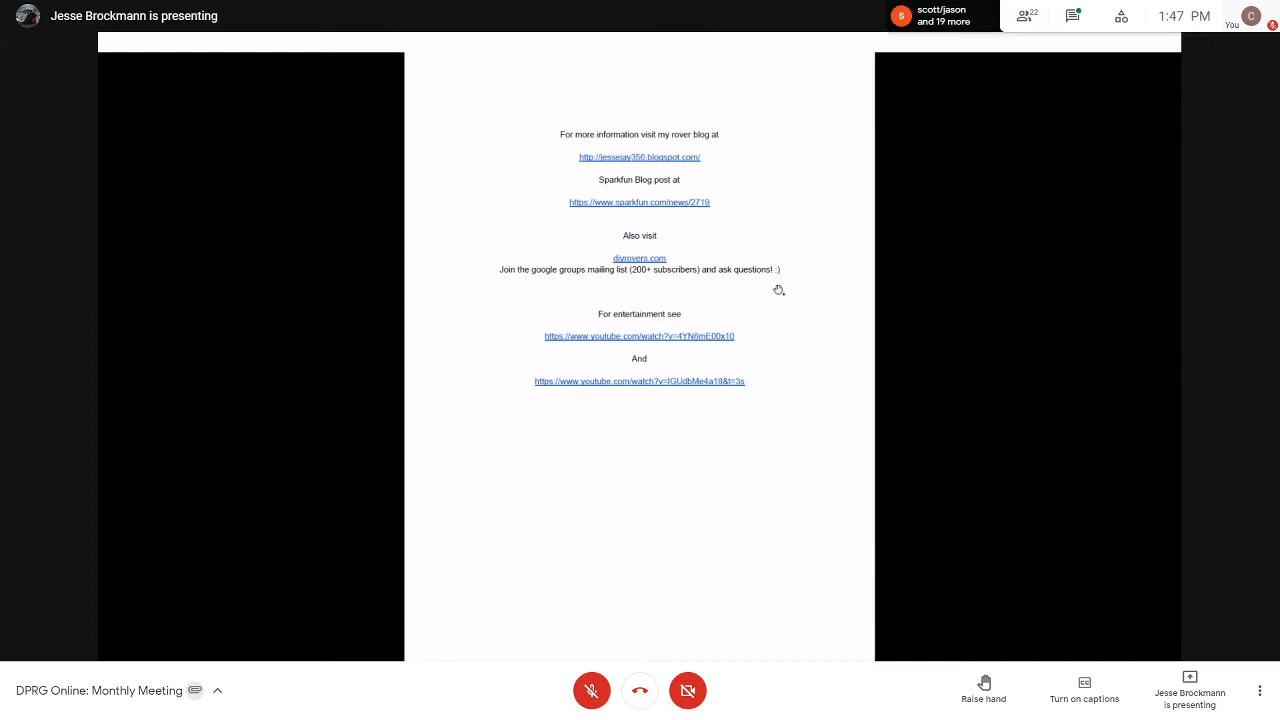 Jesse Brockmann is presenting
S
scott/jason
and 19 more
22
1:47 PM
You
C
For more information visit my rover blog at
http://jessejay356.blogspot.com/
Sparkfun Blog post at
https://www.sparkfun.com/news/2719
Also visit
diyrovers.com
Join the google groups mailing list (200+ subscribers) and ask questions! :)
For entertainment see
https://www.youtube.com/watch?v=4YN6mE00x10
And
https://www.youtube.com/watch?v=IGUdbMe4a18&t=3s
DPRG Online: Monthly Meeting
Raise hand
CC
Turn on captions
Jesse Brockmann
is presenting